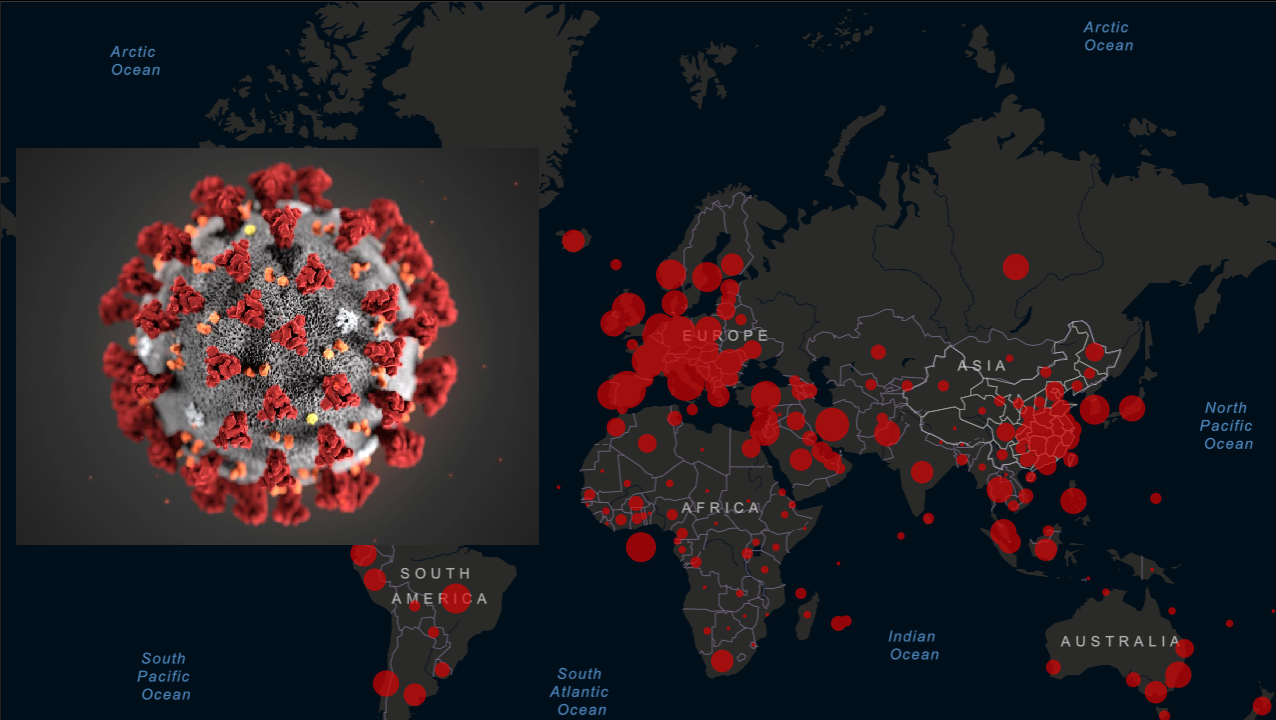 Arctic
Ocean
Arctic
Ocean
EUROPE
ASIA
North
Pacific
Ocean
AFRICA
SOUTH
AMERICA
Indian
Ocean
AUSTRALIA
South
Pacific
Ocean
South
Atlantic
Ocean